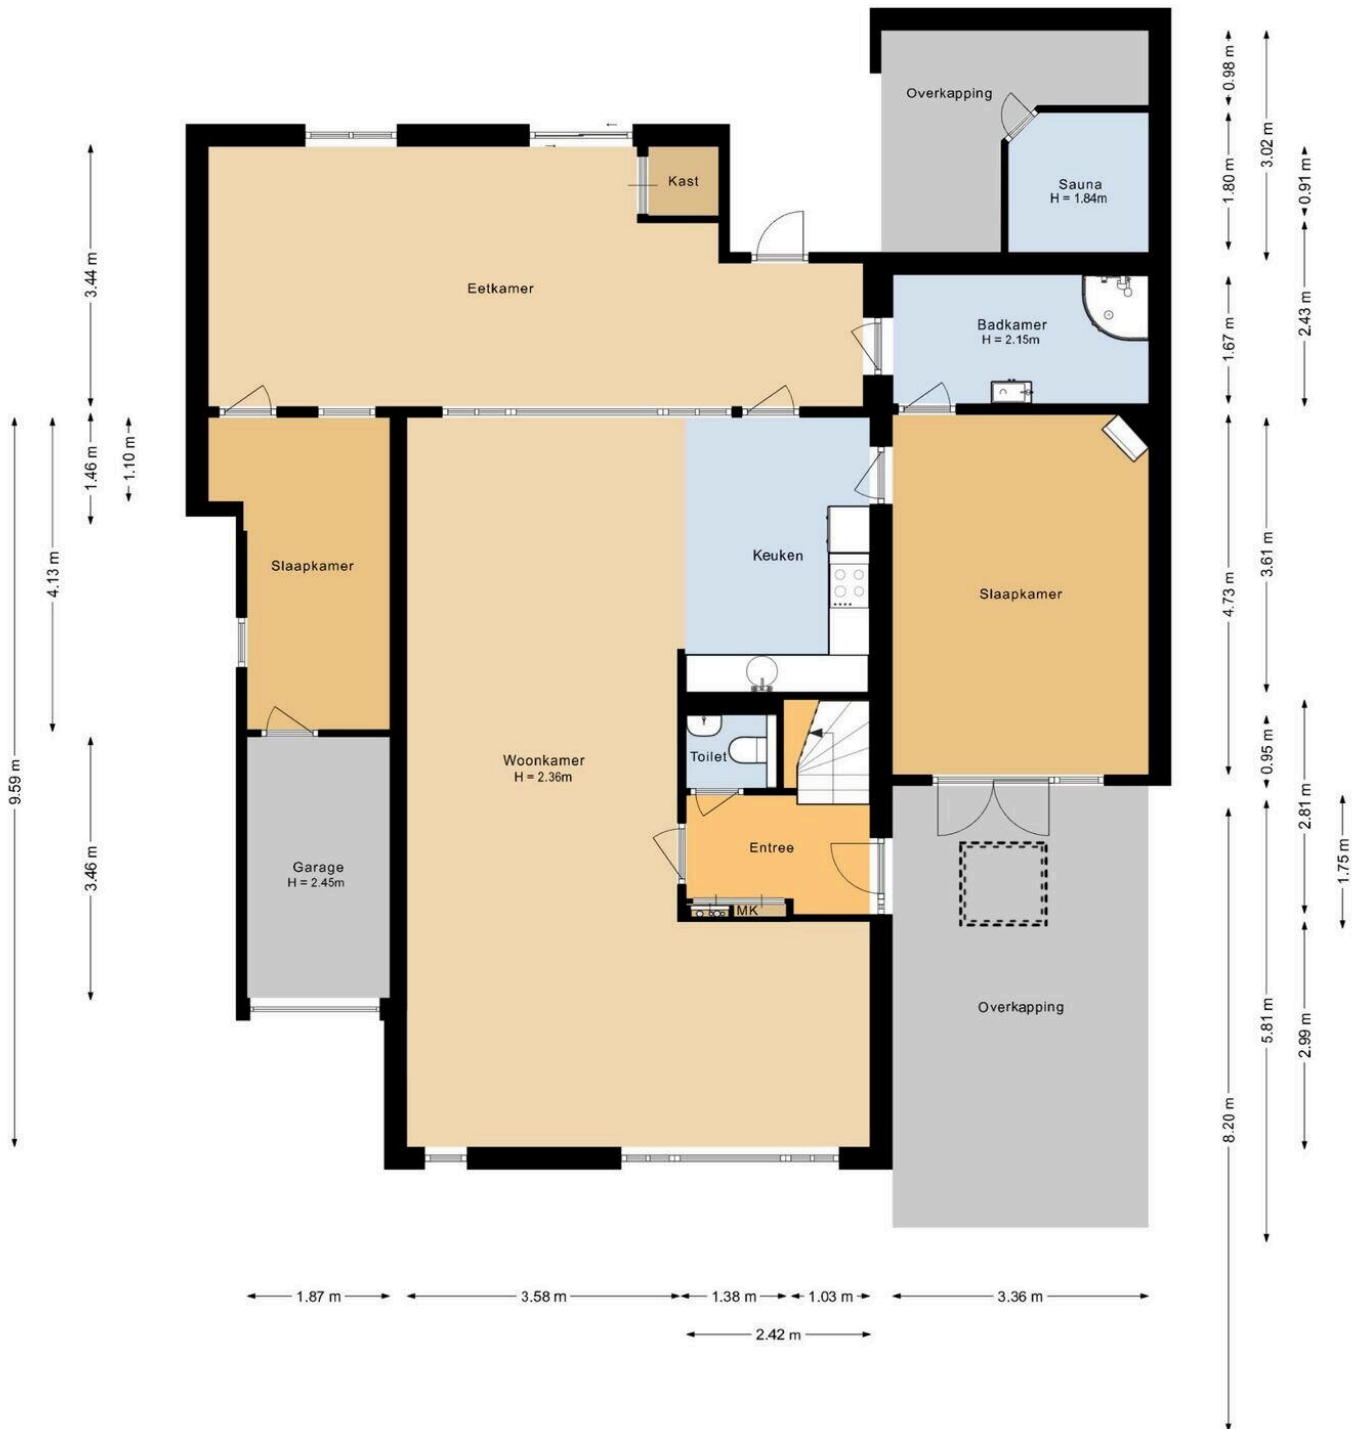 Overkapping
Kast
Sauna
H = 1.84m
Eetkamer
Badkamer
H = 2.15m
Slaapkamer
Keuken
Slaapkamer
Woonkamer
H = 2.36m
Toilet
Entree
MK
Garage
H = 2.45m
Overkapping
9.59 m
4.13 m
3.44 m
1.46 m
3.46 m
1.10 m
0.98 m
1.80 m
1.67 m
4.73 m
8.20 m
3.02 m
3.61 m
0.95 m
5.81 m
0.91 m
2.43 m
2.81 m
2.99 m
1.75 m
1.87 m
3.58 m
1.38 m
1.03 m
3.36 m
2.42 m